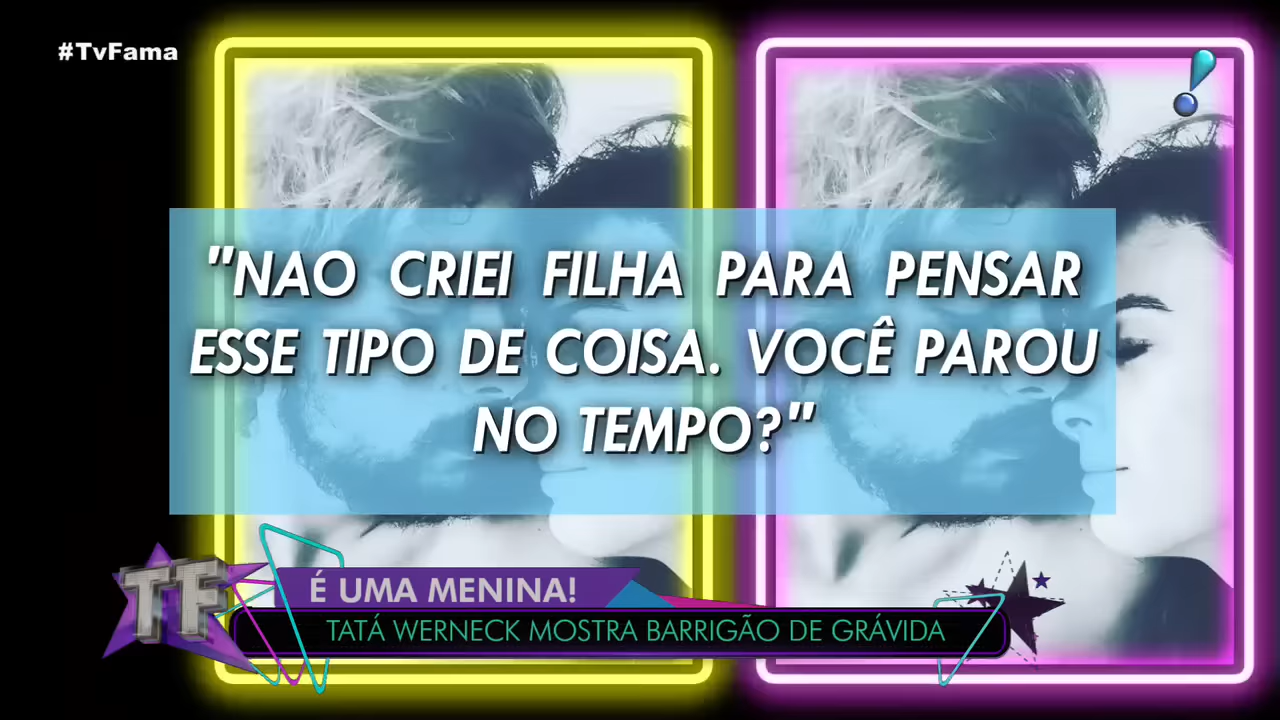 #TvFama
"NAO CRIEI FILHA PARA PENSAR
ESSE TIPO DE COISA. VOCÊ PAROU
NO TEMPO?"
TF
É UMA MENINA!
TATÁ WERNECK MOSTRA BARRIGÃO DE GRÁVIDA